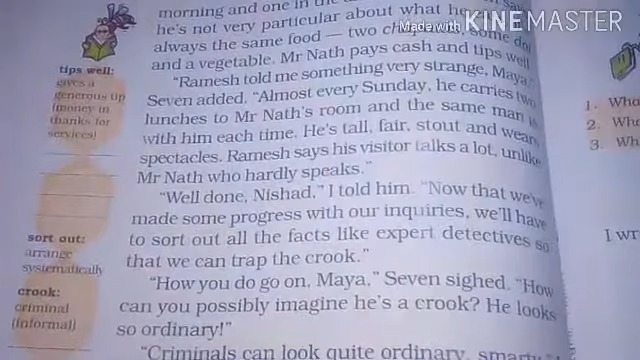 Made with KINEMASTER
morning and one in the
he's not very particular about what he
always the same food — two some
and a vegetable. Mr Nath pays cash and tips well
"Ramesh told me something very strange, Maya,"
Seven added. "Almost every Sunday, he carries two
lunches to Mr Nath's room and the same man
with him each time. He's tall, fair, stout and wears
spectacles. Ramesh says his visitor talks a lot, unlike
Mr Nath who hardly speaks."
"Well done, Nishad," I told him. "Now that we've
made some progress with our inquiries, we'll have
to sort out all the facts like expert detectives so
that we can trap the crook."
"How you do go on, Maya," Seven sighed. "How
can you possibly imagine he's a crook? He looks
so ordinary!"
"Criminals can look quite ordinary, smarty,"
tips well:
gives a
generous tip
(money in
thanks for
services)
sort out:
arrange
systematically
crook:
criminal
(informal)
1. Who
2. Who
3. Wh
I wr